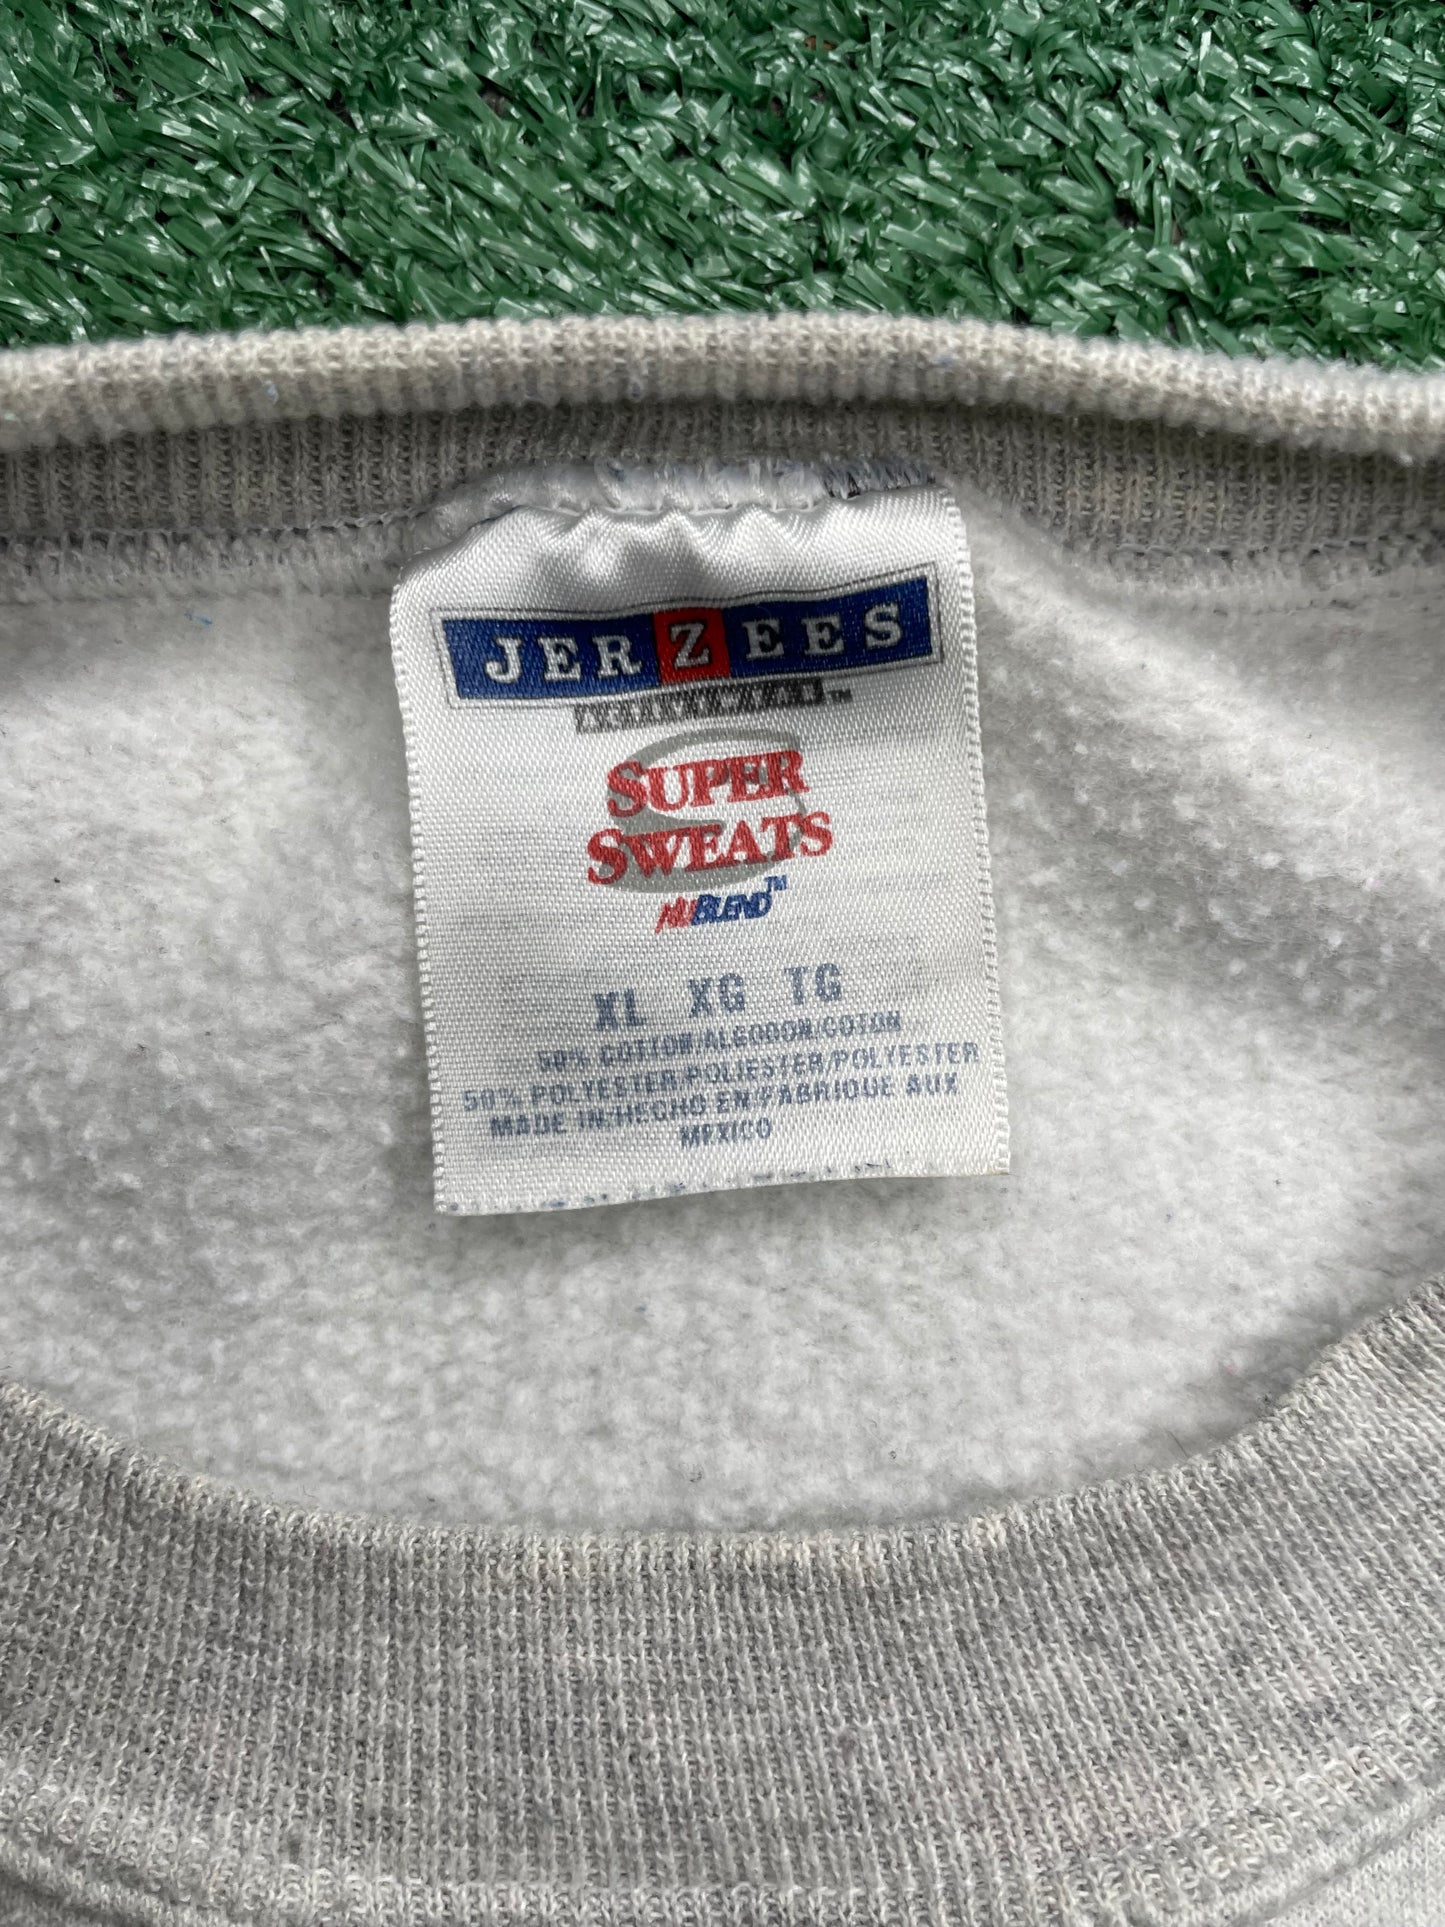 JERZEES
SUPER
SWEATS
NUBLEND™
XL XG TG
50% COTTON/ALGODON/COTON
50% POLYESTER/POLIESTER/POLYESTER
MADE IN/HECHO EN/FABRIQUE AUX
MEXICO